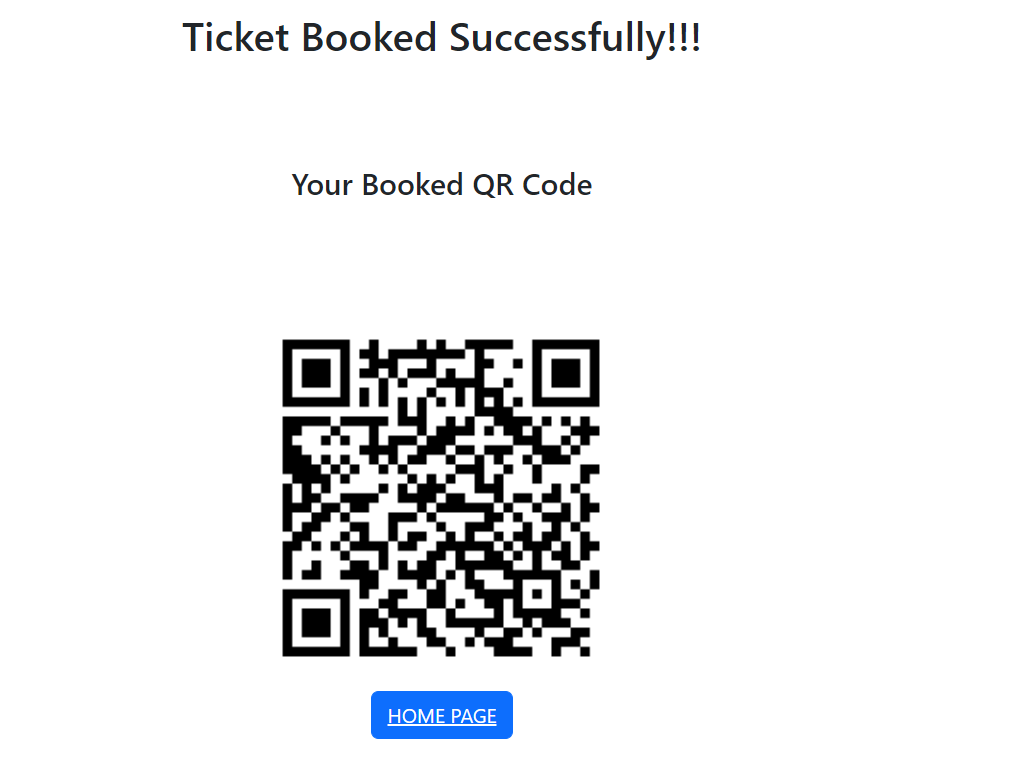 Ticket Booked Successfully!!!
Your Booked QR Code
HOME PAGE